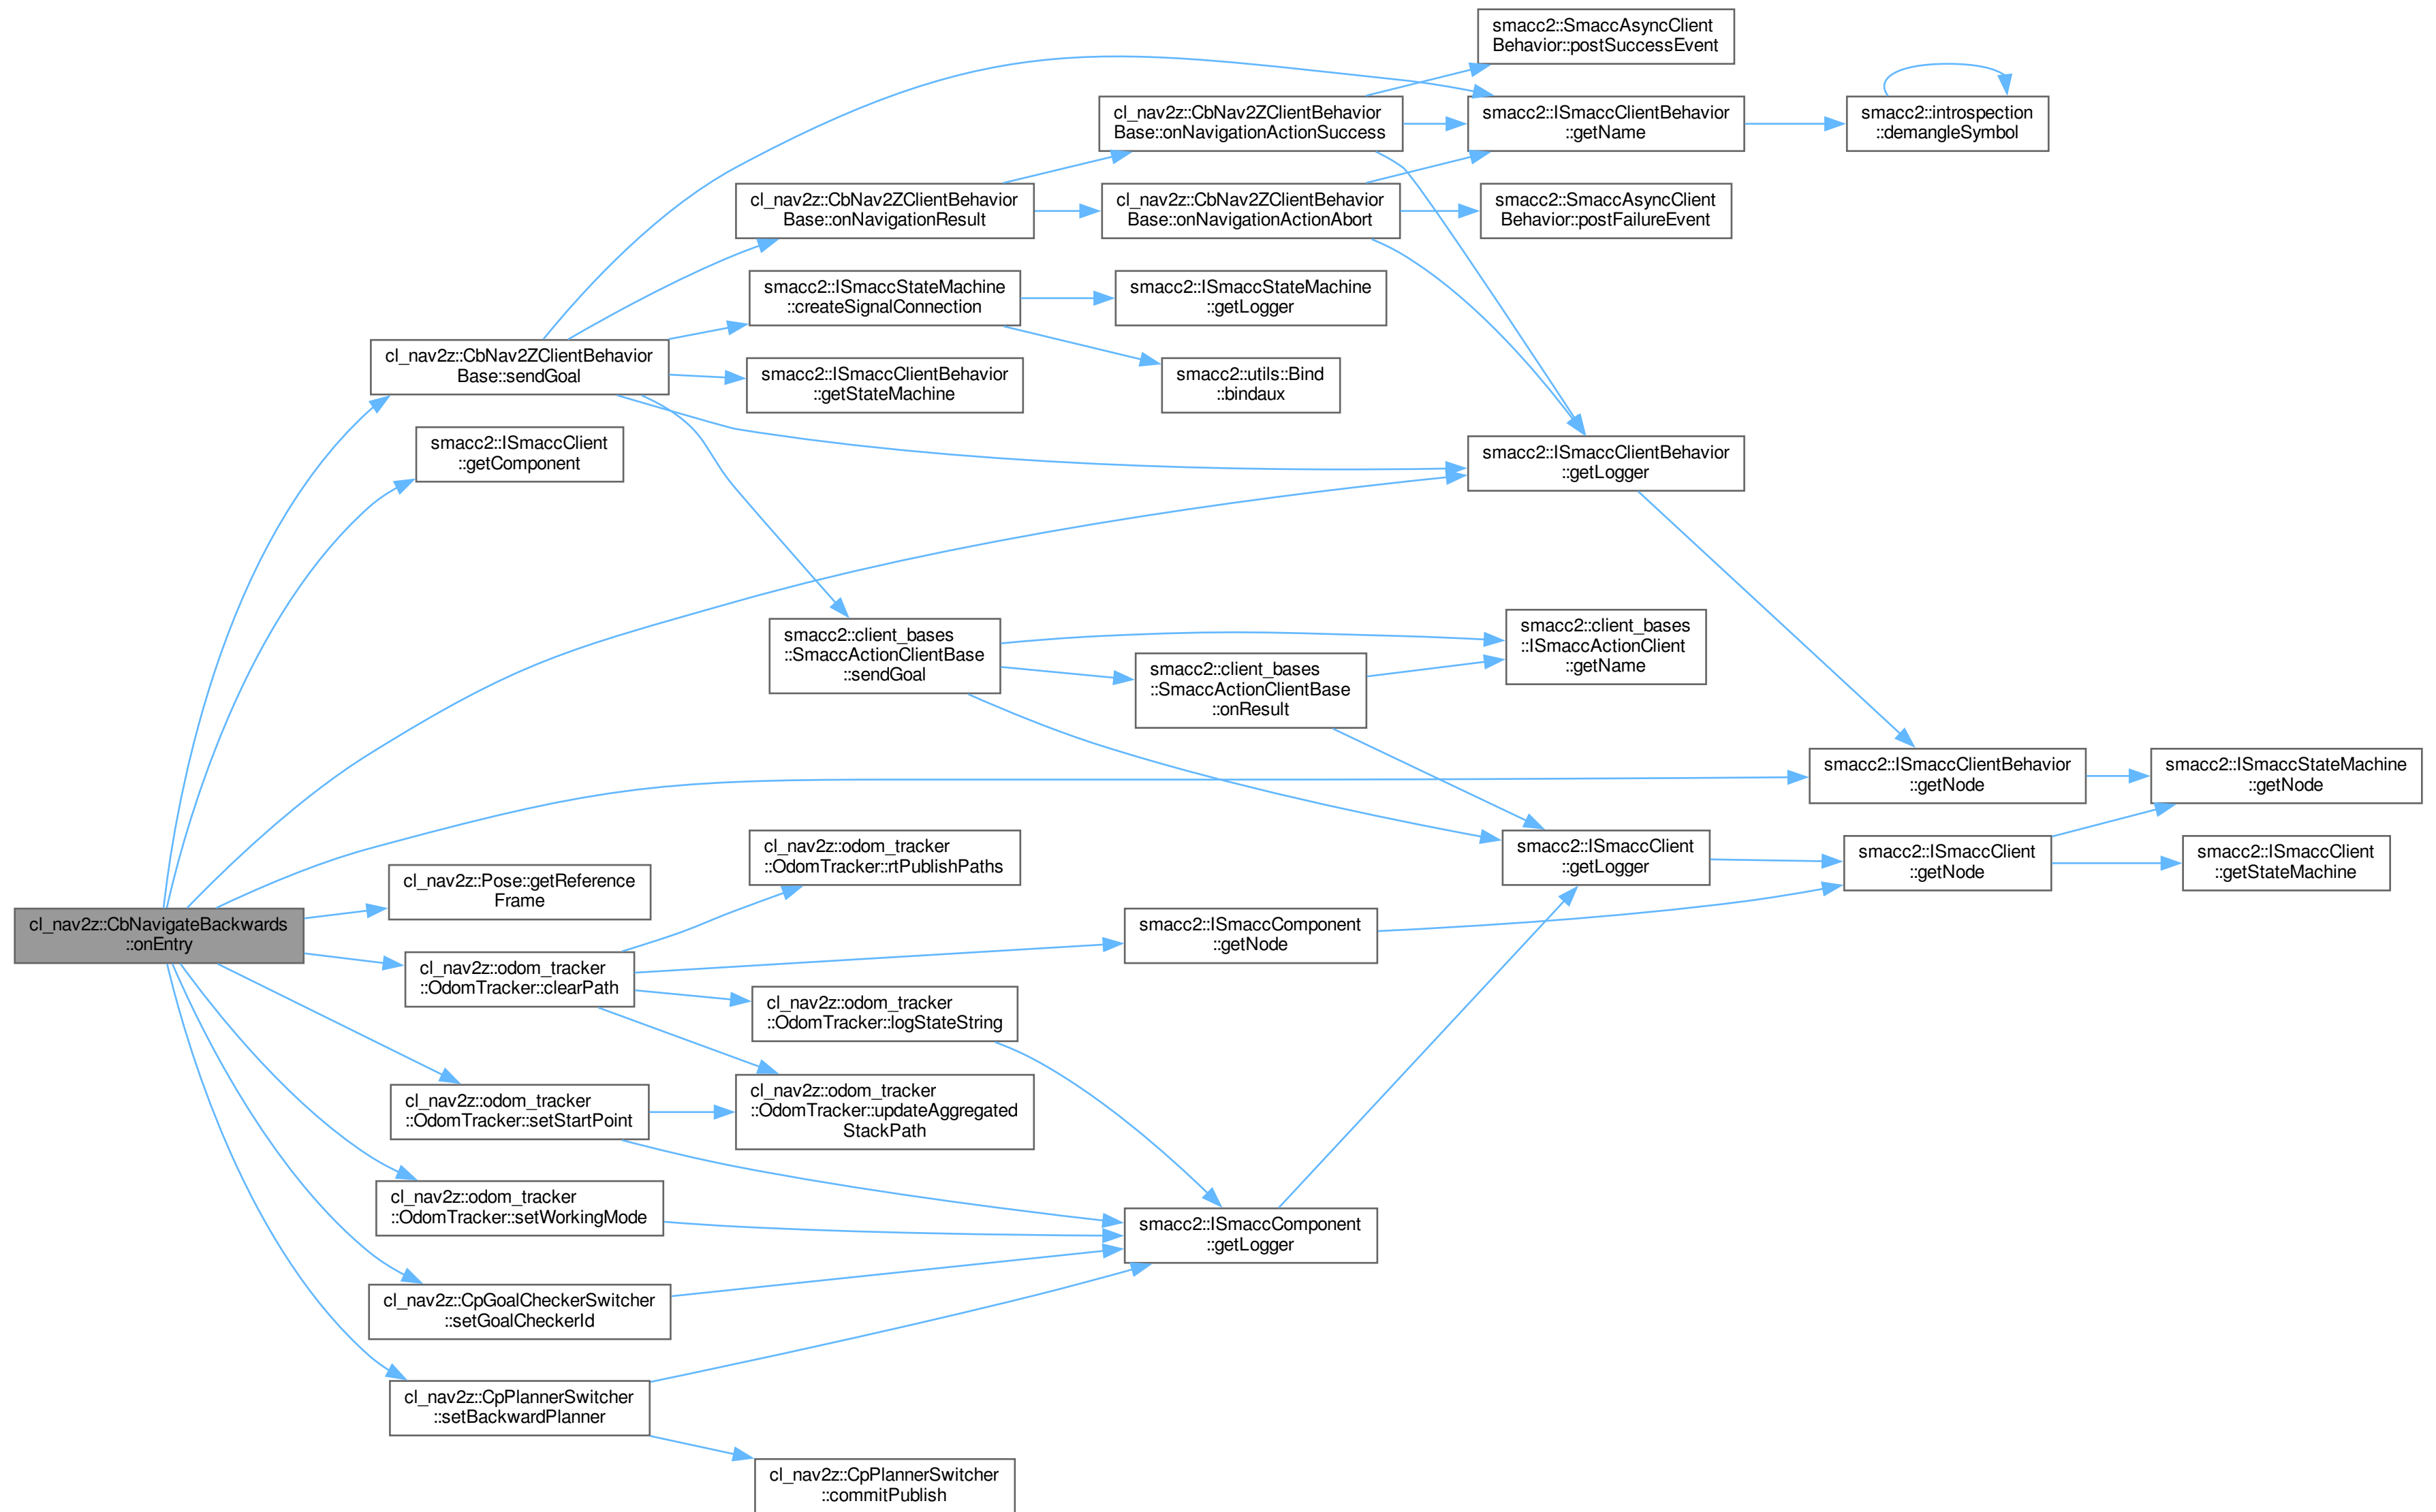 smacc2::SmaccAsyncClient
Behavior::postSuccessEvent
cl_nav2z::CbNav2ZClientBehavior
Base::onNavigationActionSuccess
smacc2::ISmaccClientBehavior
::getName
smacc2::introspection
::demangleSymbol
cl_nav2z::CbNav2ZClientBehavior
Base::onNavigationResult
cl_nav2z::CbNav2ZClientBehavior
Base::onNavigationActionAbort
smacc2::SmaccAsyncClient
Behavior::postFailureEvent
smacc2::ISmaccStateMachine
::createSignalConnection
smacc2::ISmaccStateMachine
::getLogger
cl_nav2z::CbNav2ZClientBehavior
Base::sendGoal
smacc2::ISmaccClientBehavior
::getStateMachine
smacc2::utils::Bind
::bindaux
smacc2::ISmaccClient
::getComponent
smacc2::ISmaccClientBehavior
::getLogger
smacc2::client_bases
::SmaccActionClientBase
::sendGoal
smacc2::client_bases
::SmaccActionClientBase
::onResult
smacc2::client_bases
::ISmaccActionClient
::getName
smacc2::ISmaccClientBehavior
::getNode
smacc2::ISmaccStateMachine
::getNode
cl_nav2z::odom_tracker
::OdomTracker::rtPublishPaths
smacc2::ISmaccClient
::getLogger
smacc2::ISmaccClient
::getNode
smacc2::ISmaccClient
::getStateMachine
cl_nav2z::Pose::getReference
Frame
cl_nav2z::CbNavigateBackwards
::onEntry
smacc2::ISmaccComponent
::getNode
cl_nav2z::odom_tracker
::OdomTracker::clearPath
cl_nav2z::odom_tracker
::OdomTracker::logStateString
cl_nav2z::odom_tracker
::OdomTracker::setStartPoint
cl_nav2z::odom_tracker
::OdomTracker::updateAggregated
StackPath
cl_nav2z::odom_tracker
::OdomTracker::setWorkingMode
smacc2::ISmaccComponent
::getLogger
cl_nav2z::CpGoalCheckerSwitcher
::setGoalCheckerId
cl_nav2z::CpPlannerSwitcher
::setBackwardPlanner
cl_nav2z::CpPlannerSwitcher
::commitPublish